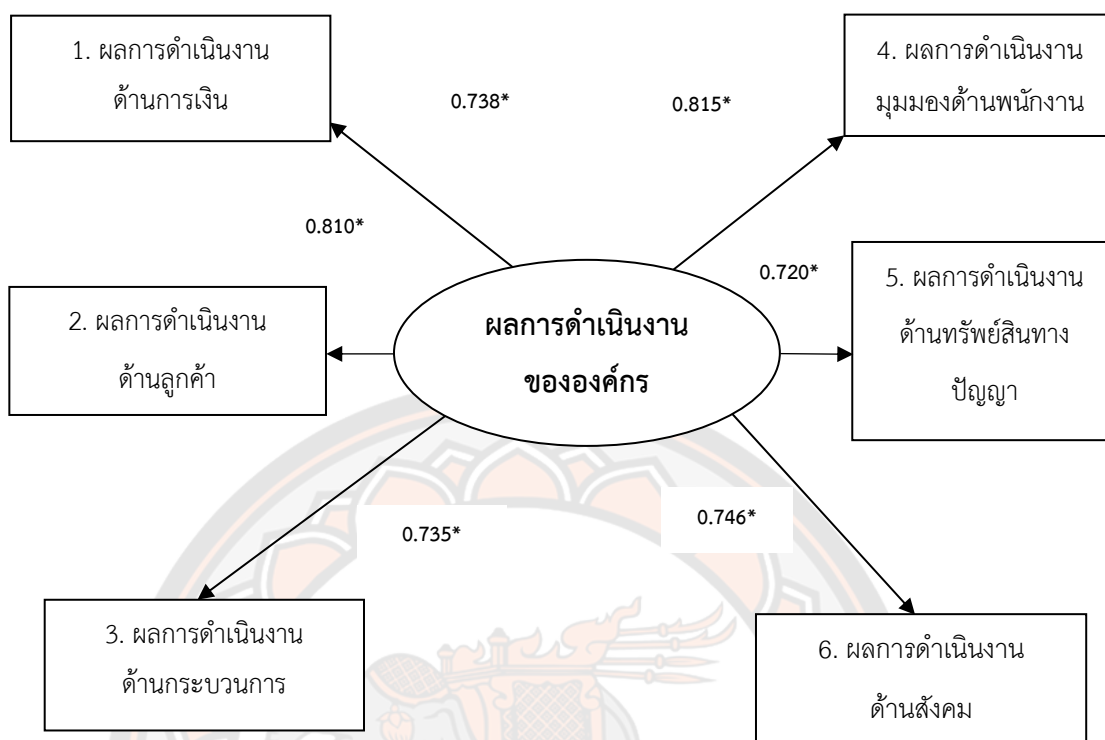 1. ผลการดำเนินงาน
ด้านการเงิน
0.738*
0.815*
4. ผลการดำเนินงาน
มุมมองด้านพนักงาน
0.810*
2. ผลการดำเนินงาน
ด้านลูกค้า
ผลการดำเนินงาน
ขององค์กร
0.720*
5. ผลการดำเนินงาน
ด้านทรัพย์สินทาง
ปัญญา
0.735*
0.746*
3. ผลการดำเนินงาน
ด้านกระบวนการ
6. ผลการดำเนินงาน
ด้านสังคม